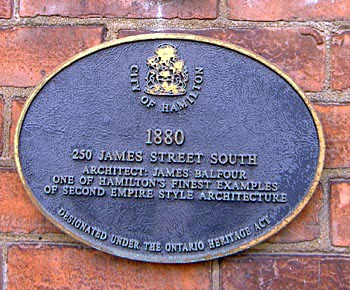 CITY OF HAMILTON
1880
250 JAMES STREET SOUTH
ARCHITECT: JAMES BALFOUR
ONE OF HAMILTON'S FINEST EXAMPLES
OF SECOND EMPIRE STYLE ARCHITECTURE
DESIGNATED UNDER THE ONTARIO HERITAGE ACT